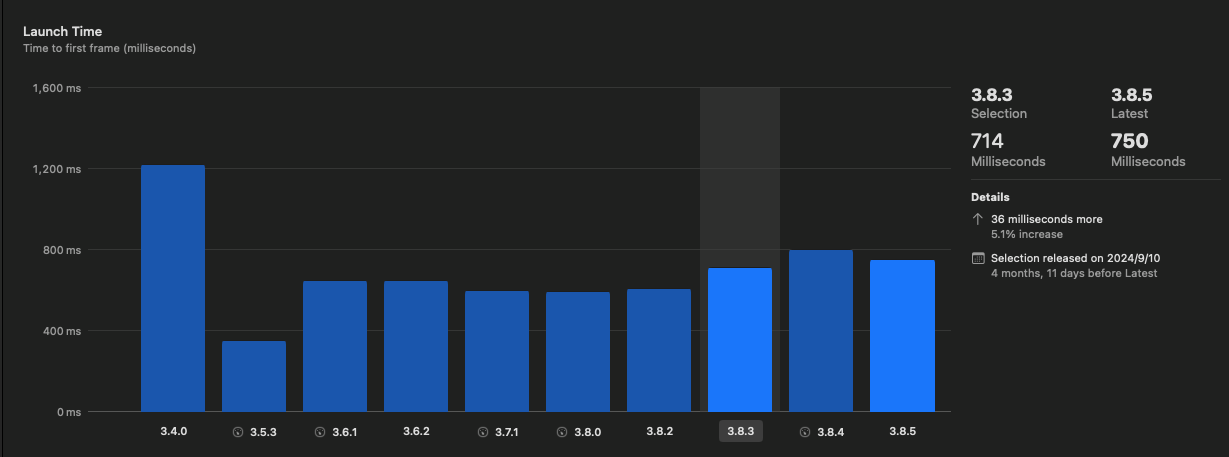 Launch Time
Time to first frame (milliseconds)
1,600 ms
1,200 ms
800 ms
400 ms
0 ms
3.4.0 3.5.3 3.6.1 3.6.2 3.7.1 3.8.0 3.8.2 3.8.3 3.8.4 3.8.5
3.8.3 3.8.5
Selection Latest
714 750
Milliseconds Milliseconds
Details
36 milliseconds more
5.1% increase
Selection released on 2024/9/10
4 months, 11 days before Latest